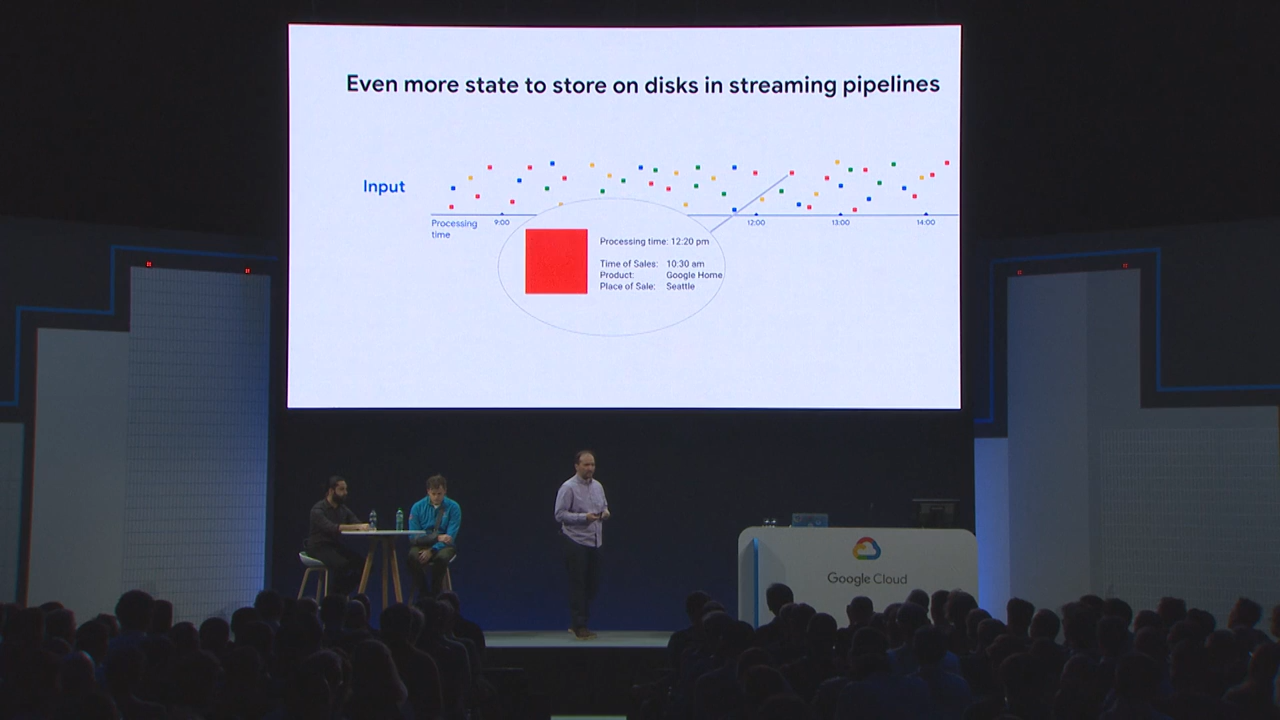 Even more state to store on disks in streaming pipelines
Input
Processing time
9:00
12:00
13:00
14:00
Processing time: 12:20 pm
Time of Sales: 10:30 am
Product: Google Home
Place of Sale: Seattle
Google Cloud